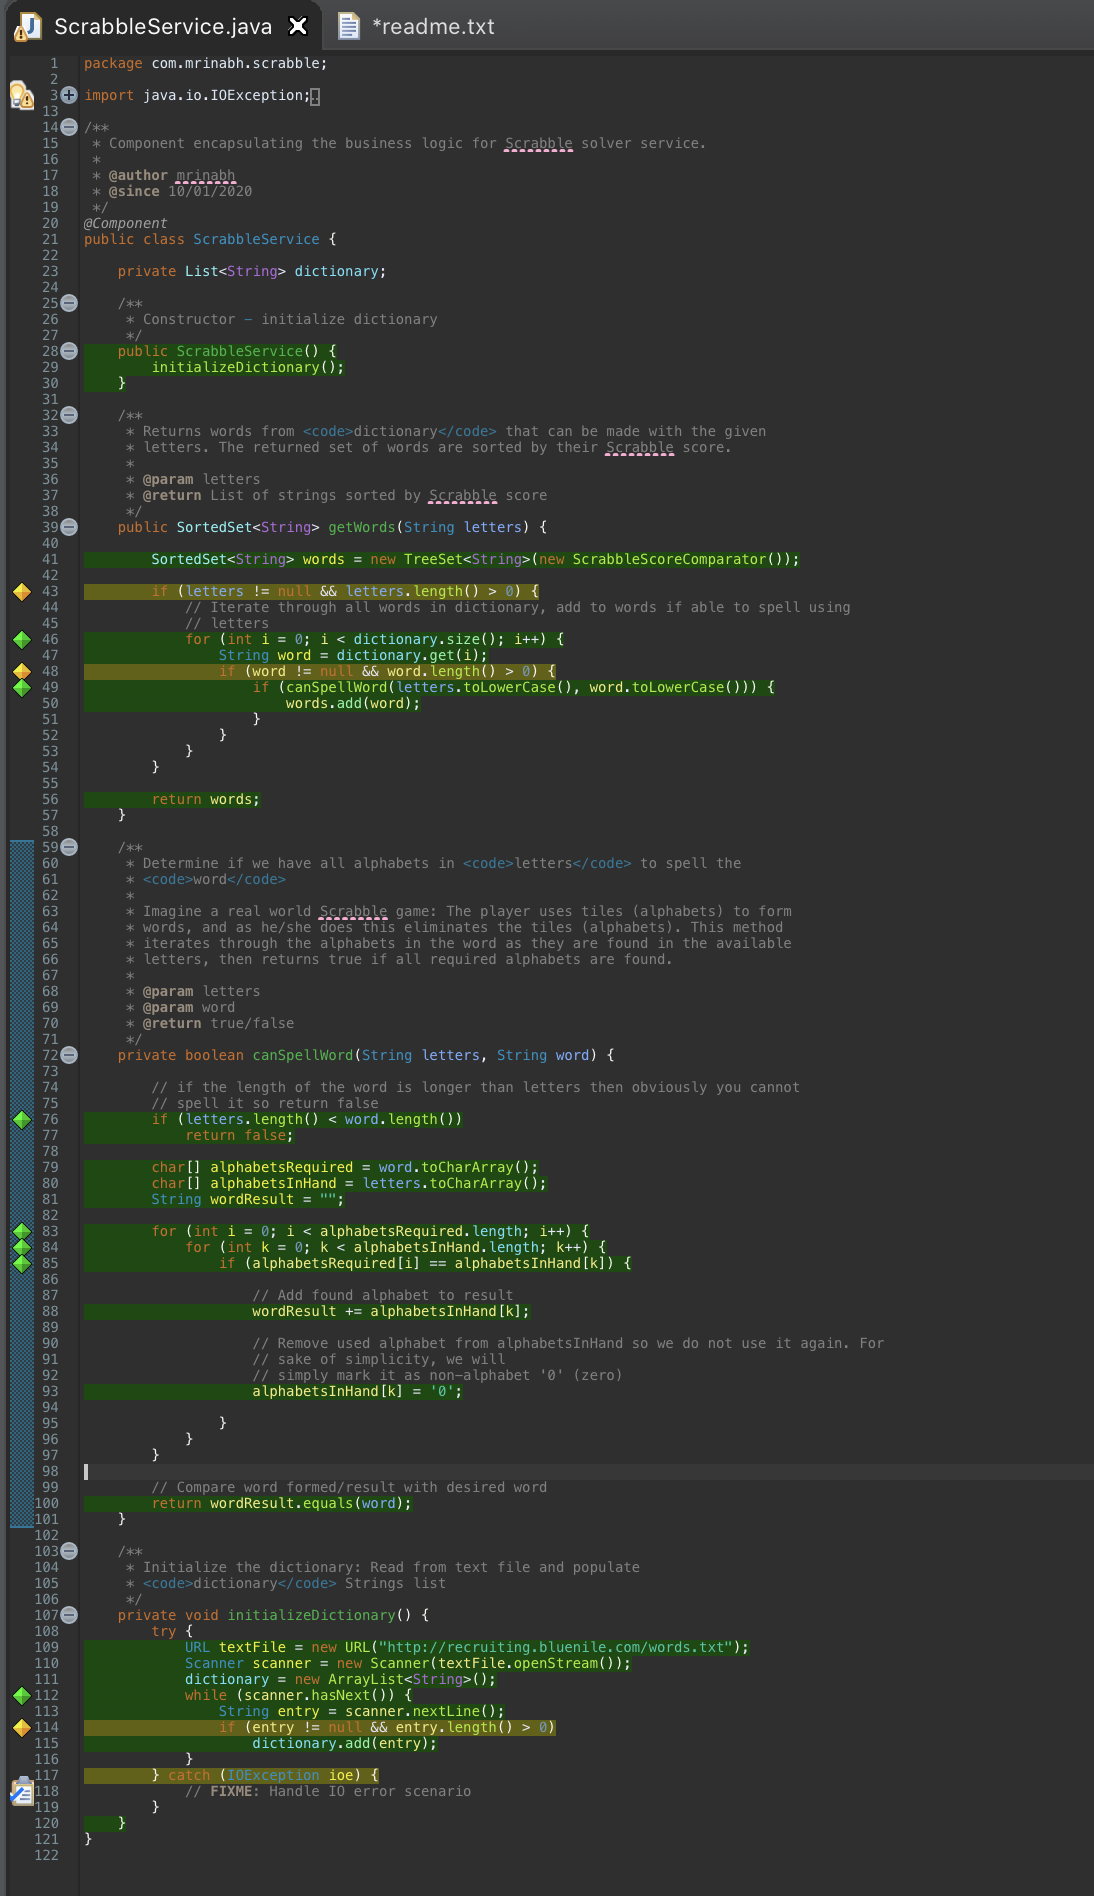 ScrabbleService.java
*readme.txt
1 package com.mrinabh.scrabble;
2
3 import java.io.IOException;
13
14 /**
15  * Component encapsulating the business logic for Scrabble solver service.
16  *
17  * @author mrinabh
18  * @since 10/01/2020
19  */
20 @Component
21 public class ScrabbleService {
22
23     private List<String> dictionary;
24
25     /**
26      * Constructor – initialize dictionary
27      */
28     public ScrabbleService() {
29         initializeDictionary();
30     }
31
32     /**
33      * Returns words from <code>dictionary</code> that can be made with the given
34      * letters. The returned set of words are sorted by their Scrabble score.
35      *
36      * @param letters
37      * @return List of strings sorted by Scrabble score
38      */
39     public SortedSet<String> getWords(String letters) {
40
41         SortedSet<String> words = new TreeSet<String>(new ScrabbleScoreComparator());
42
43         if (letters != null && letters.length() > 0) {
44             // Iterate through all words in dictionary, add to words if able to spell using
45             // letters
46             for (int i = 0; i < dictionary.size(); i++) {
47                 String word = dictionary.get(i);
48                 if (word != null && word.length() > 0) {
49                     if (canSpellWord(letters.toLowerCase(), word.toLowerCase())) {
50                         words.add(word);
51                     }
52                 }
53             }
54         }
55
56         return words;
57     }
58
59     /**
60      * Determine if we have all alphabets in <code>letters</code> to spell the
61      * <code>word</code>
62      *
63      * Imagine a real world Scrabble game: The player uses tiles (alphabets) to form
64      * words, and as he/she does this eliminates the tiles (alphabets). This method
65      * iterates through the alphabets in the word as they are found in the available
66      * letters, then returns true if all required alphabets are found.
67      *
68      * @param letters
69      * @param word
70      * @return true/false
71      */
72     private boolean canSpellWord(String letters, String word) {
73
74         // if the length of the word is longer than letters then obviously you cannot
75         // spell it so return false
76         if (letters.length() < word.length())
77             return false;
78
79         char[] alphabetsRequired = word.toCharArray();
80         char[] alphabetsInHand = letters.toCharArray();
81         String wordResult = "";
82
83         for (int i = 0; i < alphabetsRequired.length; i++) {
84             for (int k = 0; k < alphabetsInHand.length; k++) {
85                 if (alphabetsRequired[i] == alphabetsInHand[k]) {
86
87                     // Add found alphabet to result
88                     wordResult += alphabetsInHand[k];
89
90                     // Remove used alphabet from alphabetsInHand so we do not use it again. For
91                     // sake of simplicity, we will
92                     // simply mark it as non-alphabet '0' (zero)
93                     alphabetsInHand[k] = '0';
94
95                 }
96             }
97         }
98
99         // Compare word formed/result with desired word
100         return wordResult.equals(word);
101     }
102
103     /**
104      * Initialize the dictionary: Read from text file and populate
105      * <code>dictionary</code> Strings list
106      */
107     private void initializeDictionary() {
108         try {
109             URL textFile = new URL("http://recruiting.bluenile.com/words.txt");
110             Scanner scanner = new Scanner(textFile.openStream());
111             dictionary = new ArrayList<String>();
112             while (scanner.hasNext()) {
113                 String entry = scanner.nextLine();
114                 if (entry != null && entry.length() > 0)
115                     dictionary.add(entry);
116             }
117         } catch (IOException ioe) {
118             // FIXME: Handle IO error scenario
119         }
120     }
121 }
122